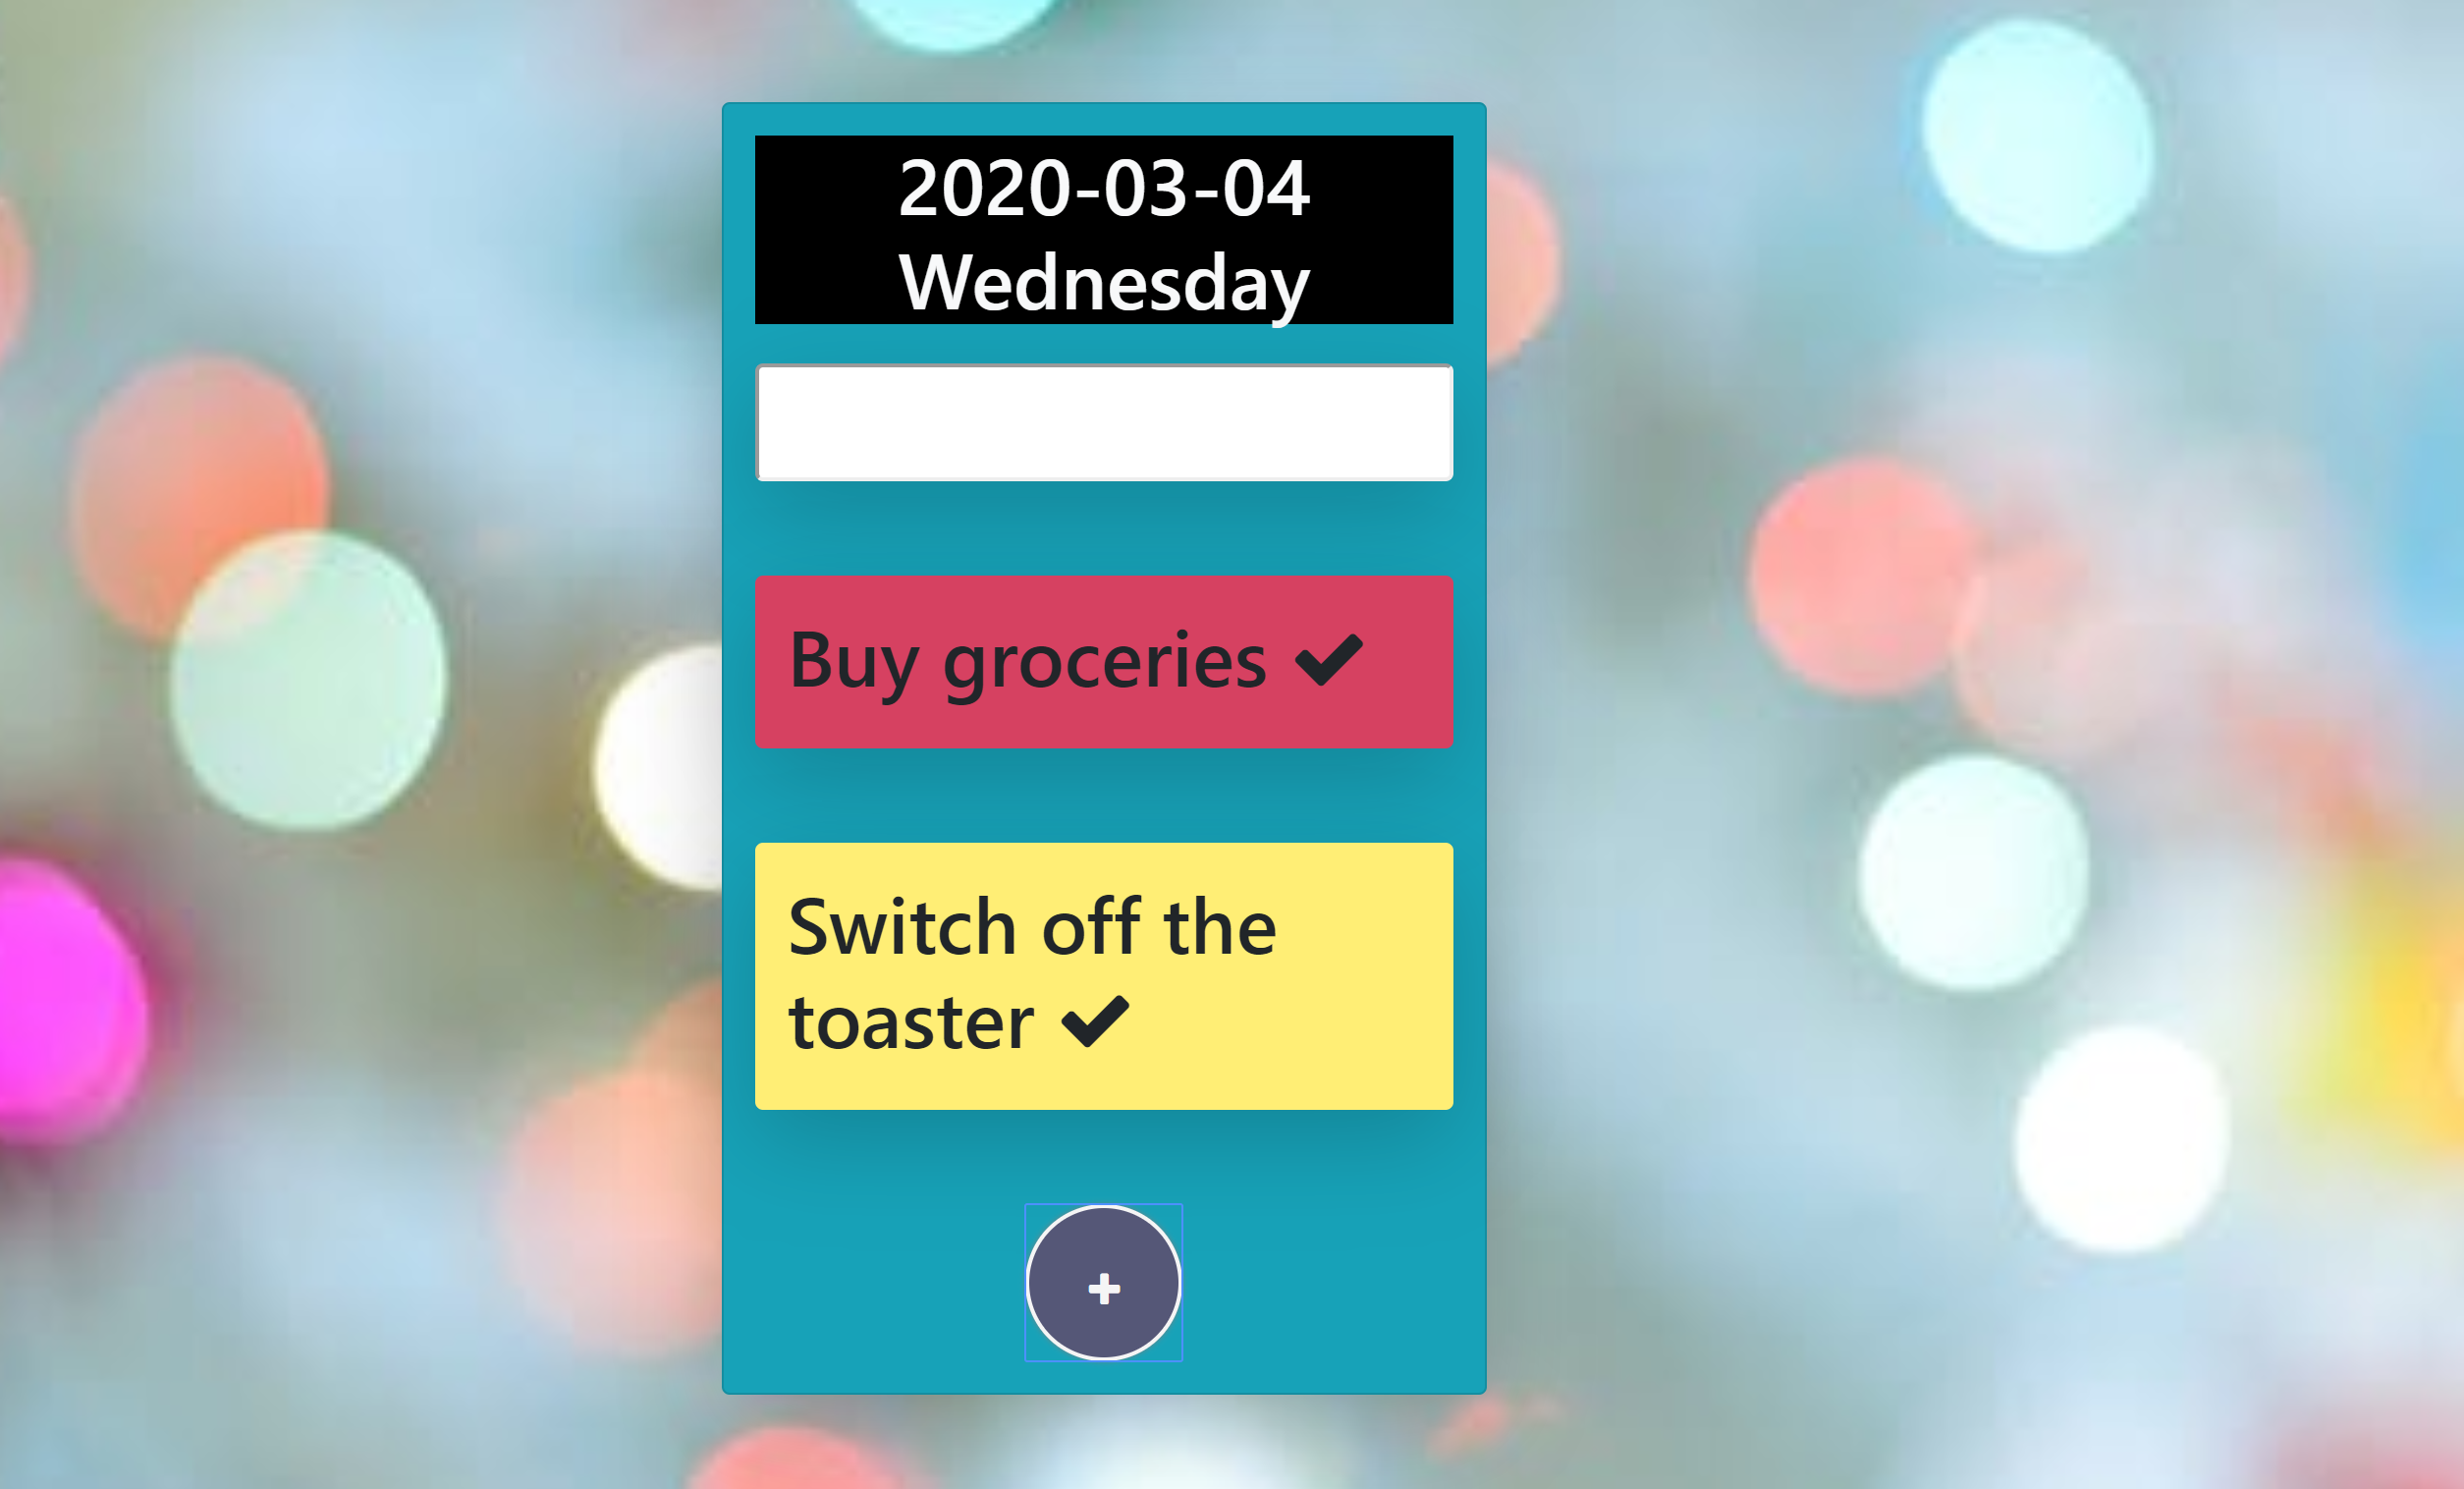 2020-03-04
Wednesday
Buy groceries ✔
Switch off the
toaster ✔
+